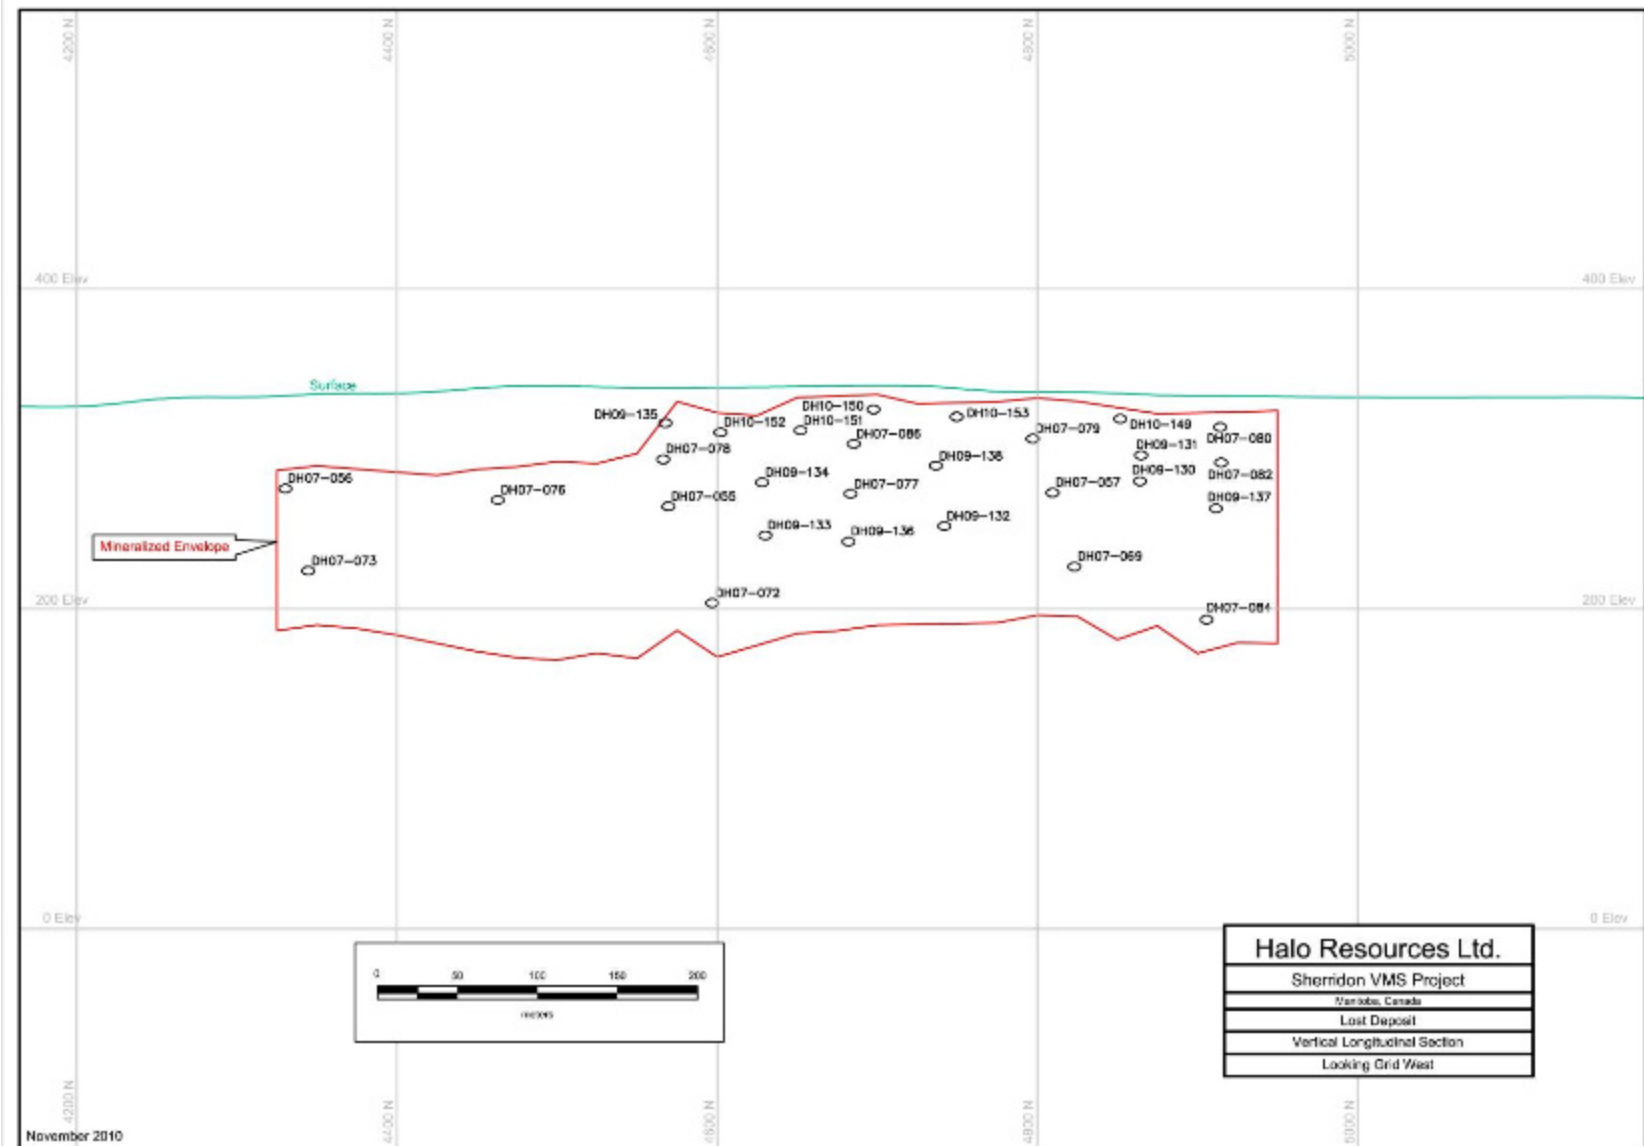 4200 N
4400 N
4600 N
4800 N
5000 N
400 Elev
400 Elev
Surface
DH09-135
DH10-152
DH10-150
DH10-151
DH07-086
DH10-153
DH07-079
DH10-149
DH09-131
DH07-080
DH07-078
DH09-134
DH09-138
DH09-130
DH07-082
DH07-056
DH07-076
DH07-055
DH07-077
DH07-057
DH09-137
DH09-133
DH09-136
DH09-132
Mineralized Envelope
DH07-073
DH07-069
DH07-072
200 Elev
200 Elev
DH07-084
0 Elev
0 Elev
0 50 100 150 200
meters
Halo Resources Ltd.
Sherridon VMS Project
Manitoba, Canada
Lost Deposit
Vertical Longitudinal Section
Looking Grid West
4200 N
4400 N
4600 N
4800 N
5000 N
November 2010